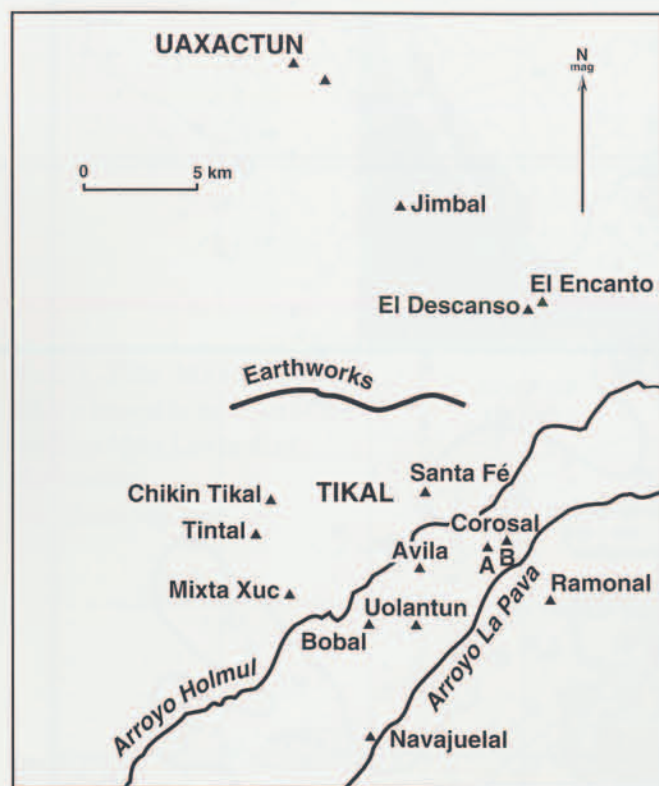 UAXACTUN
N
mag
0 5 km
Jimbal
El Encanto
El Descanso
Earthworks
Santa Fé
Chikin Tikal
TIKAL
Corosal
Tintal
Avila
A B
Mixta Xuc
Ramonal
Uolantun
Bobal
Arroyo La Pava
Arroyo Holmul
Navajuelal